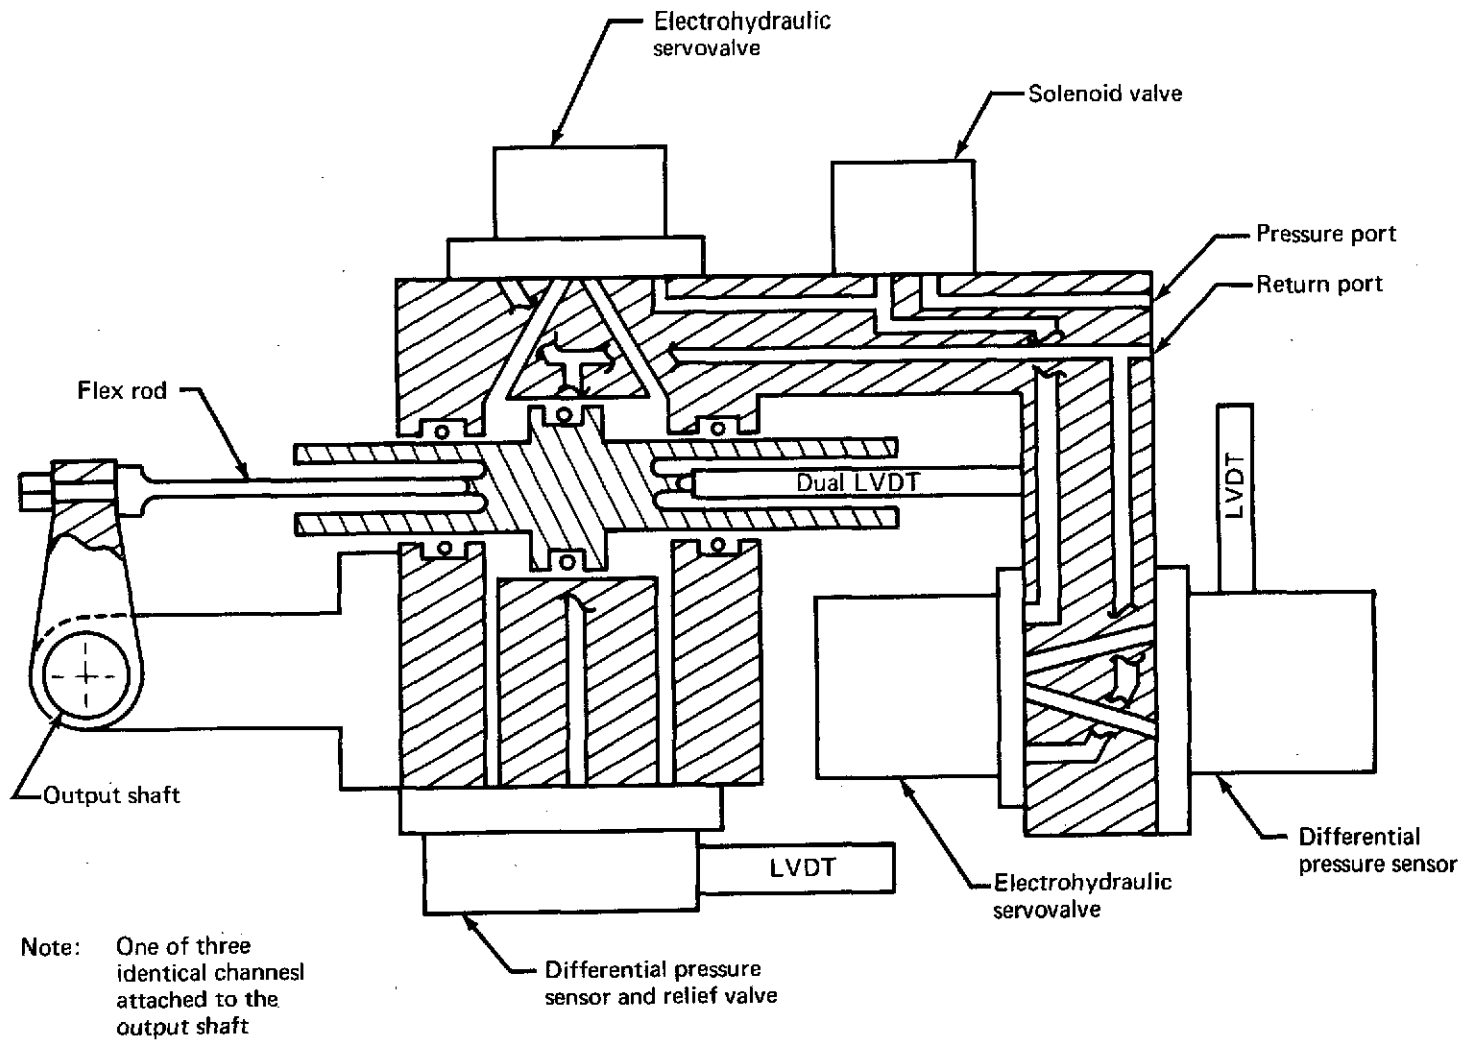 Electrohydraulic
servovalve
Solenoid valve
Pressure port
Return port
Flex rod
Dual LVDT
LVDT
Output shaft
LVDT
Differential
pressure sensor
Electrohydraulic
servovalve
Differential pressure
sensor and relief valve
Note: One of three
identical channesl
attached to the
output shaft